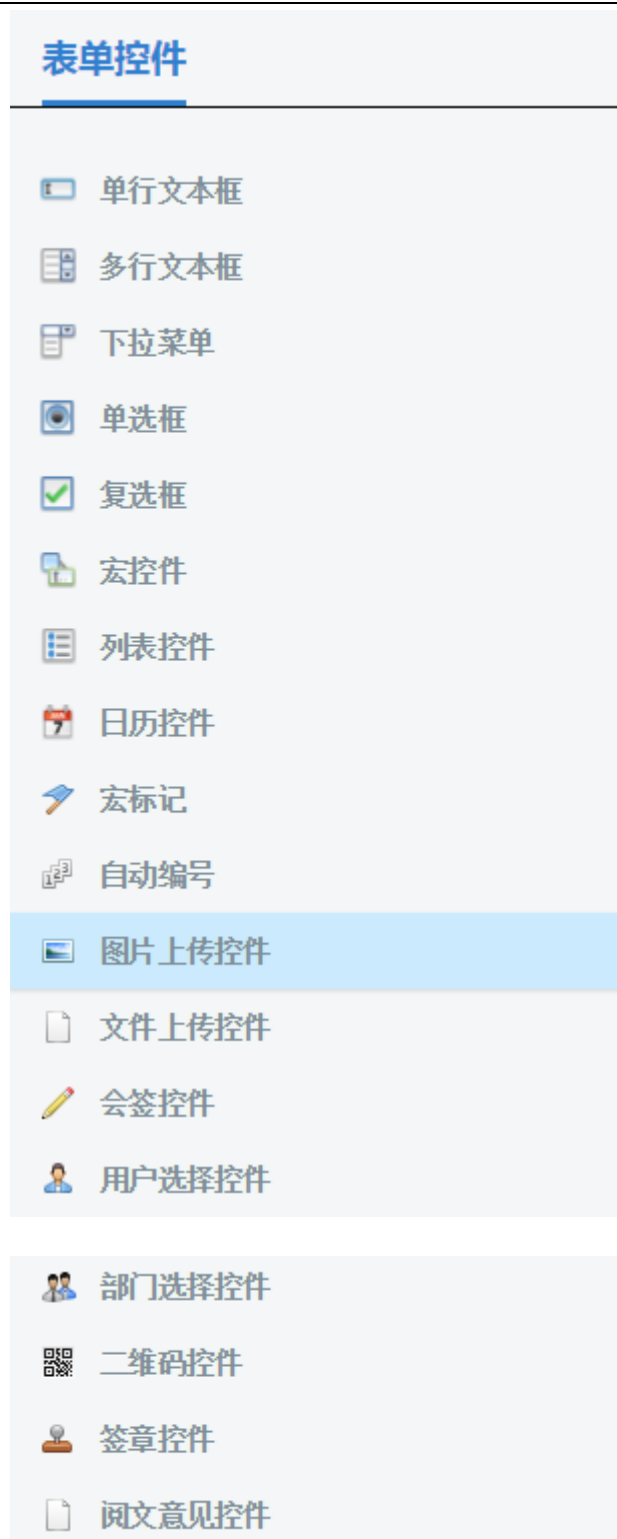 表单控件
单行文本框
多行文本框
下拉菜单
单选框
复选框
宏控件
列表控件
日历控件
宏标记
自动编号
图片上传控件
文件上传控件
会签控件
用户选择控件
部门选择控件
二维码控件
签章控件
阅文意见控件